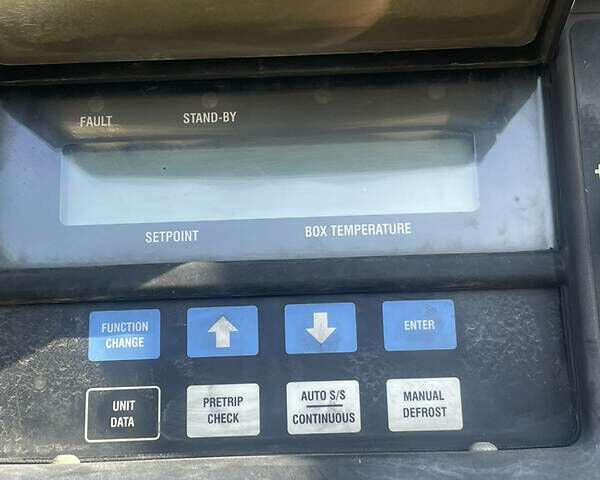 FAULT STAND-BY
SETPOINT BOX TEMPERATURE
FUNCTION
CHANGE
ENTER
UNIT
DATA
PRETRIP
CHECK
AUTO S/S
CONTINUOUS
MANUAL
DEFROST